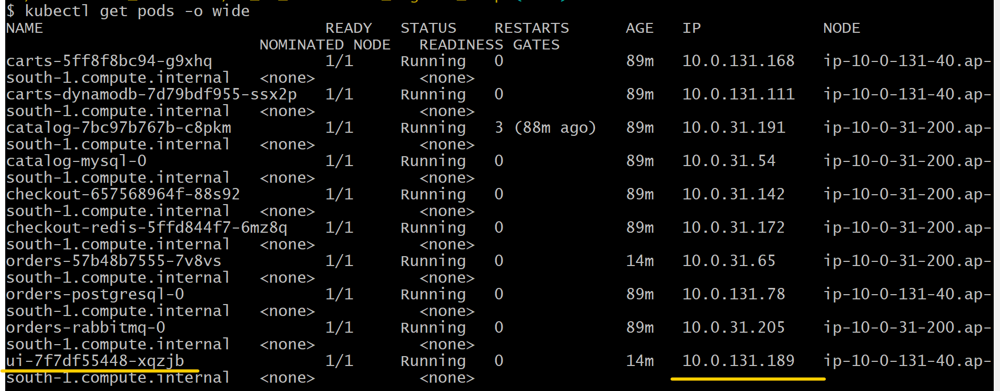 $ kubectl get pods -o wide
NAME READY STATUS RESTARTS AGE IP NODE
NOMINATED NODE READINESS GATES
carts-5ff8f8bc94-g9xhq 1/1 Running 0 89m 10.0.131.168 ip-10-0-131-40.ap-
south-1.compute.internal <none> <none>
carts-dynamodb-7d79bdf955-ssx2p 1/1 Running 0 89m 10.0.131.111 ip-10-0-131-40.ap-
south-1.compute.internal <none> <none>
catalog-7bc97b767b-c8pkm 1/1 Running 3 (88m ago) 89m 10.0.31.191 ip-10-0-31-200.ap-
south-1.compute.internal <none> <none>
catalog-mysql-0 1/1 Running 0 89m 10.0.31.54 ip-10-0-31-200.ap-
south-1.compute.internal <none> <none>
checkout-657568964f-88s92 1/1 Running 0 89m 10.0.31.142 ip-10-0-31-200.ap-
south-1.compute.internal <none> <none>
checkout-redis-5ffd844f7-6mz8q 1/1 Running 0 89m 10.0.31.172 ip-10-0-31-200.ap-
south-1.compute.internal <none> <none>
orders-57b48b7555-7v8vs 1/1 Running 0 14m 10.0.31.65 ip-10-0-31-200.ap-
south-1.compute.internal <none> <none>
orders-postgresql-0 1/1 Running 0 89m 10.0.131.78 ip-10-0-131-40.ap-
south-1.compute.internal <none> <none>
orders-rabbitmq-0 1/1 Running 0 89m 10.0.31.205 ip-10-0-31-200.ap-
south-1.compute.internal <none> <none>
ui-7f7df55448-xqzjb 1/1 Running 0 14m 10.0.131.189 ip-10-0-131-40.ap-
south-1.compute.internal <none> <none>